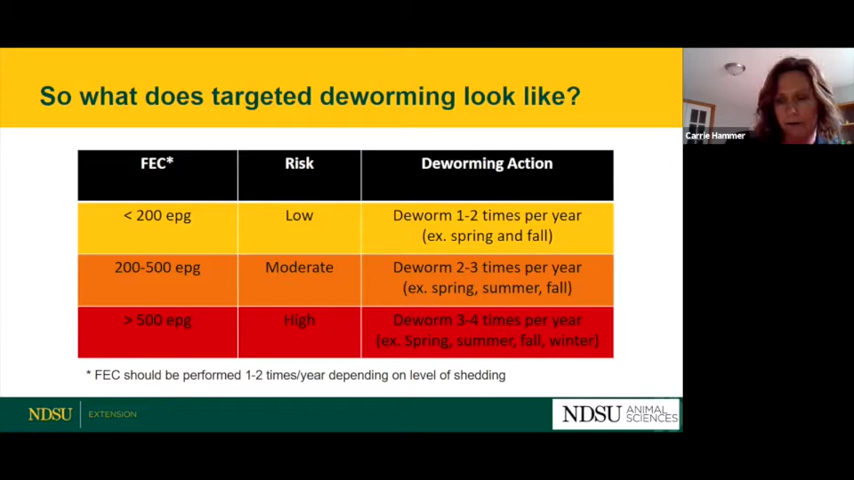 So what does targeted deworming look like?
Carrie Hammer
FEC* Risk Deworming Action
< 200 epg Low Deworm 1-2 times per year
(ex. spring and fall)
200-500 epg Moderate Deworm 2-3 times per year
(ex. spring, summer, fall)
> 500 epg High Deworm 3-4 times per year
(ex. Spring, summer, fall, winter)
* FEC should be performed 1-2 times/year depending on level of shedding
NDSU EXTENSION
NDSU ANIMAL
SCIENCES